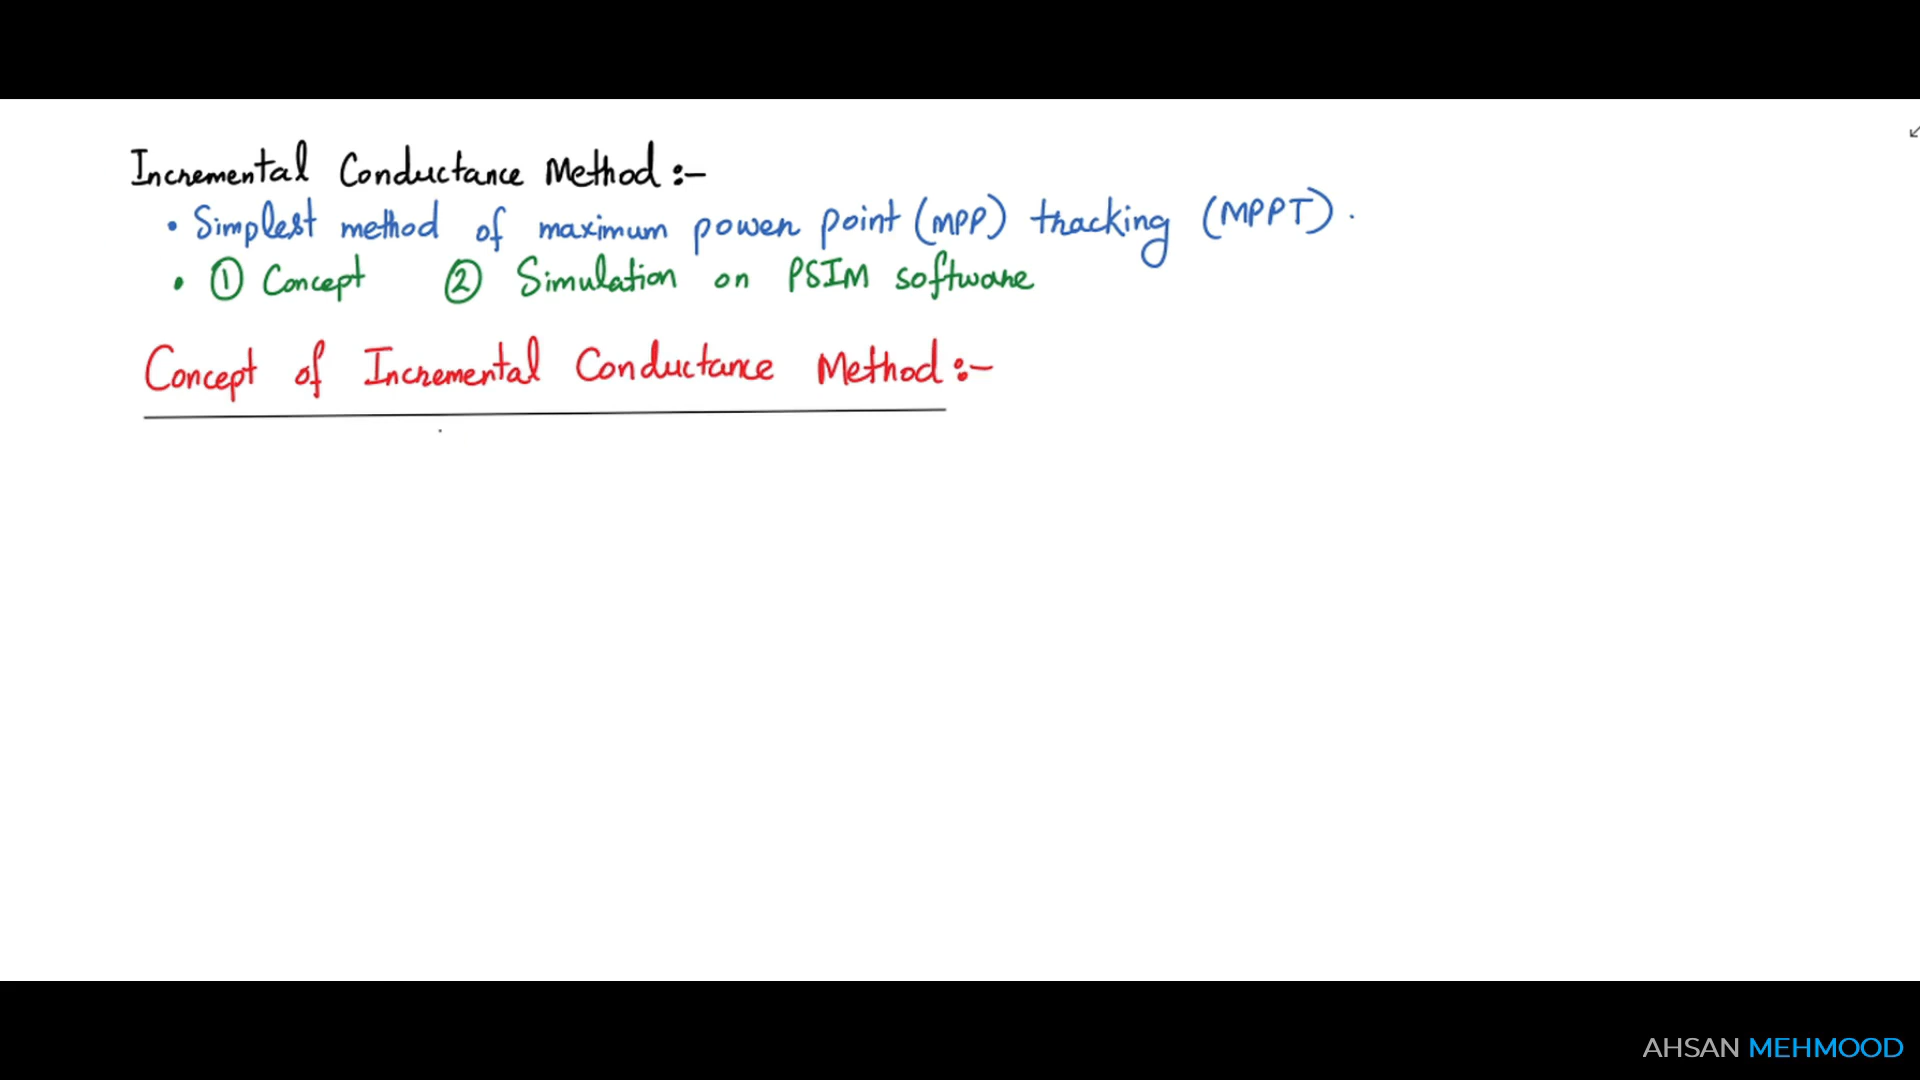 Incremental Conductance Method :-
• Simplest method of maximum power point (MPP) tracking (MPPT).
• ① Concept ② Simulation on PSIM software
Concept of Incremental Conductance Method :-
AHSAN MEHMOOD